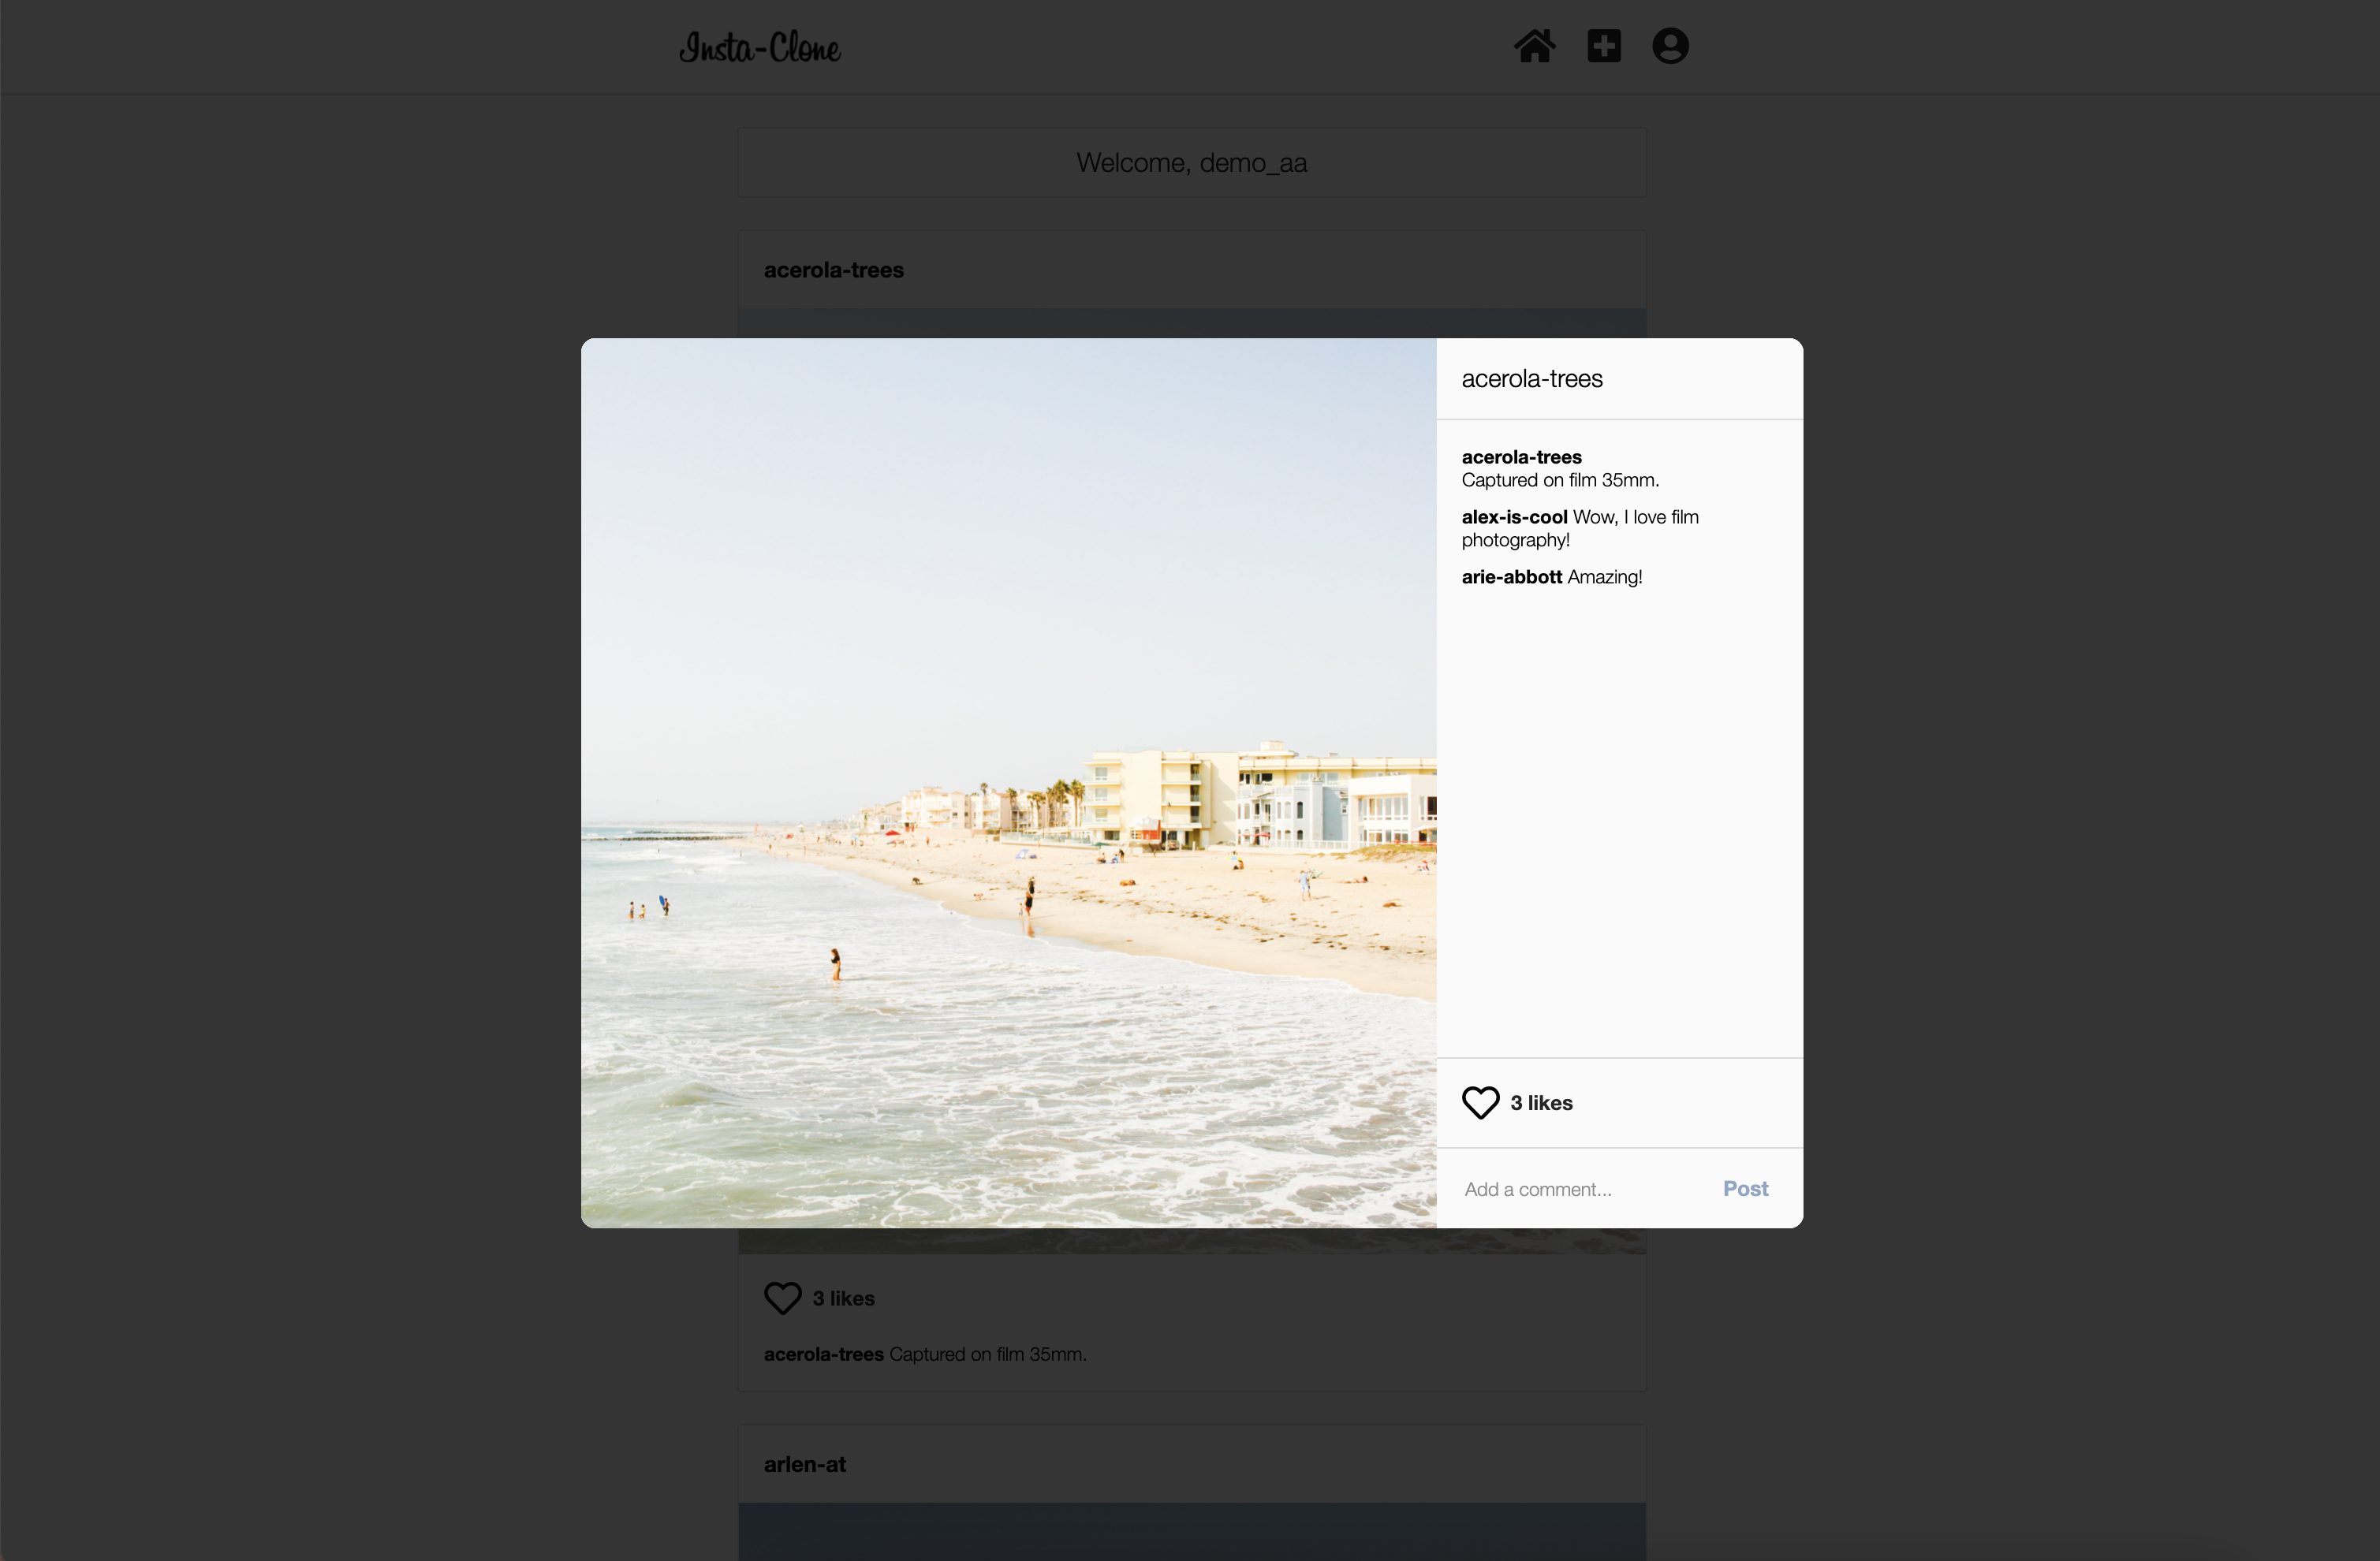 Insta-Clone
Welcome, demo_aa
acerola-trees
acerola-trees
acerola-trees
Captured on film 35mm.
alex-is-cool Wow, I love film
photography!
arie-abbott Amazing!
3 likes
Add a comment...
Post
3 likes
acerola-trees Captured on film 35mm.
arlen-at